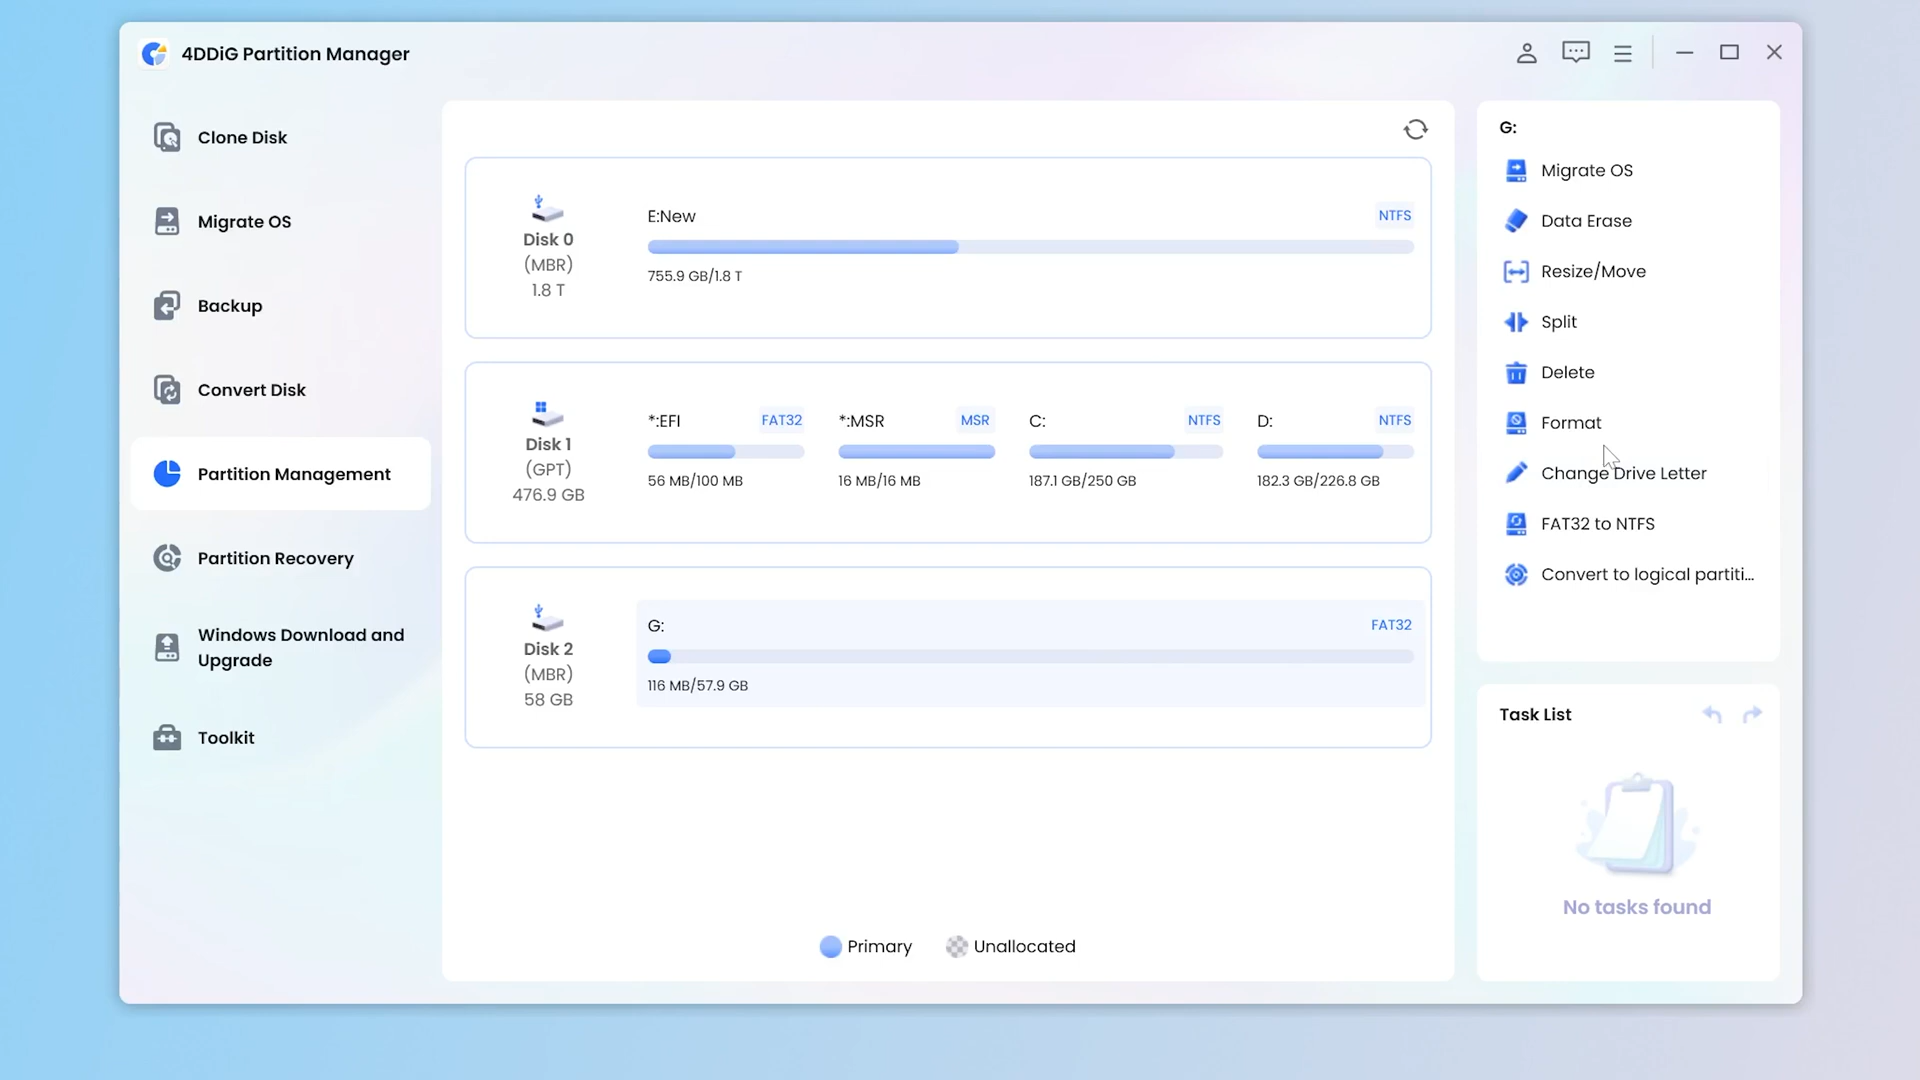 4DDiG Partition Manager
Clone Disk
Migrate OS
Backup
Convert Disk
Partition Management
Partition Recovery
Windows Download and
Upgrade
Toolkit
Disk 0
(MBR)
1.8 T
E:New
NTFS
755.9 GB/1.8 T
Disk 1
(GPT)
476.9 GB
*:EFI
FAT32
56 MB/100 MB
*:MSR
MSR
16 MB/16 MB
C:
NTFS
187.1 GB/250 GB
D:
NTFS
182.3 GB/226.8 GB
Disk 2
(MBR)
58 GB
G:
FAT32
116 MB/57.9 GB
Primary
Unallocated
G:
Migrate OS
Data Erase
Resize/Move
Split
Delete
Format
Change Drive Letter
FAT32 to NTFS
Convert to logical partiti...
Task List
No tasks found